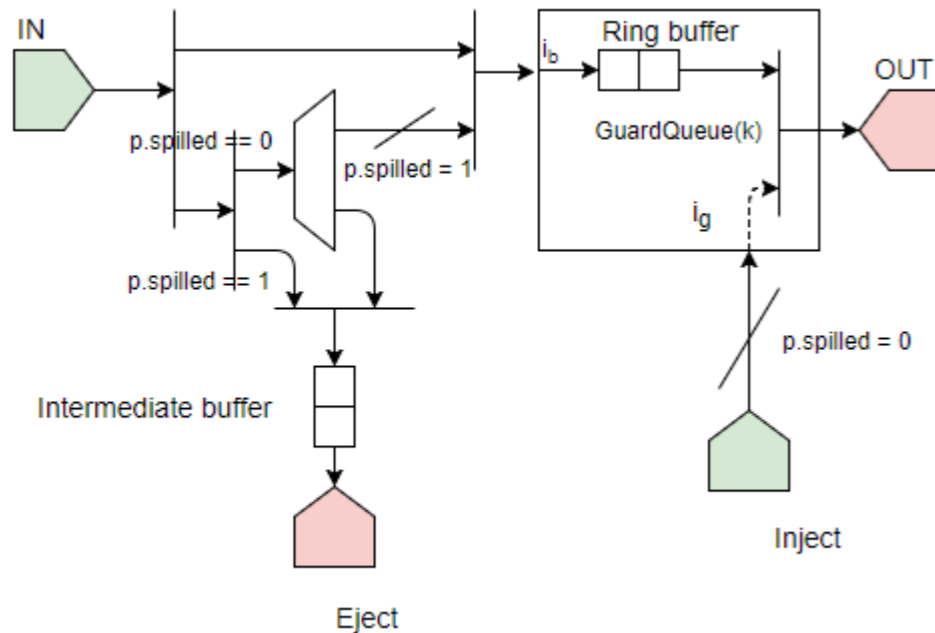 IN
Ring buffer
i_b
OUT
p.spilled == 0
GuardQueue(k)
p.spilled = 1
i_g
p.spilled == 1
p.spilled = 0
Intermediate buffer
Inject
Eject